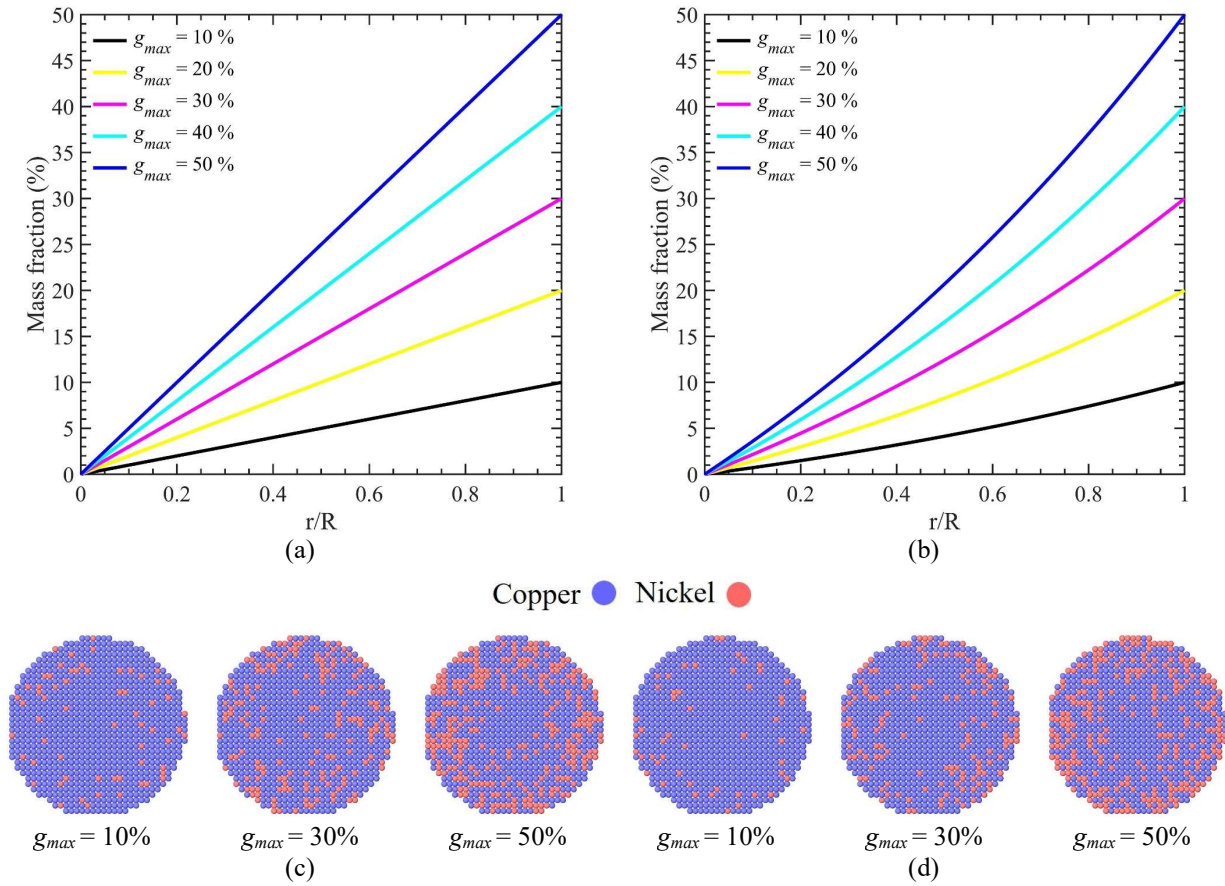 50
45
40
35
30
25
20
15
10
5
0
Mass fraction (%)
g_max = 10 %
g_max = 20 %
g_max = 30 %
g_max = 40 %
g_max = 50 %
0 0.2 0.4 0.6 0.8 1
r/R
(a)
50
45
40
35
30
25
20
15
10
5
0
Mass fraction (%)
g_max = 10 %
g_max = 20 %
g_max = 30 %
g_max = 40 %
g_max = 50 %
0 0.2 0.4 0.6 0.8 1
r/R
(b)
Copper Nickel
g_max = 10% g_max = 30% g_max = 50% g_max = 10% g_max = 30% g_max = 50%
(c) (d)